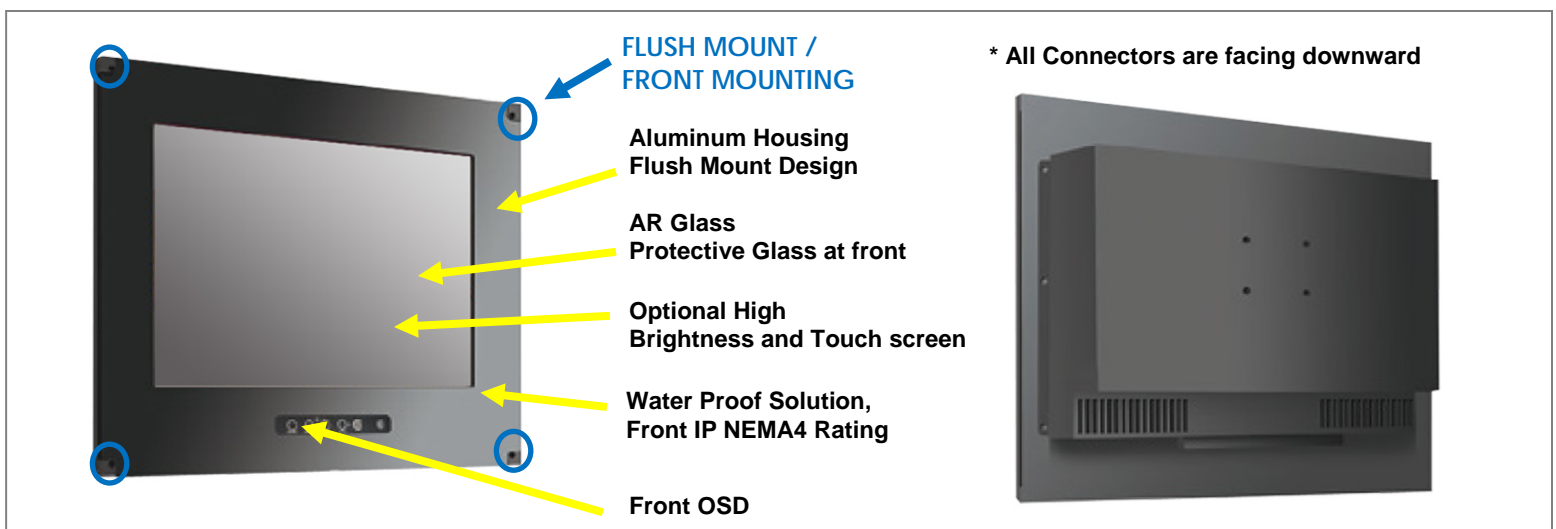 FLUSH MOUNT /
FRONT MOUNTING
* All Connectors are facing downward
Aluminum Housing
Flush Mount Design
AR Glass
Protective Glass at front
Optional High
Brightness and Touch screen
Water Proof Solution,
Front IP NEMA4 Rating
Front OSD